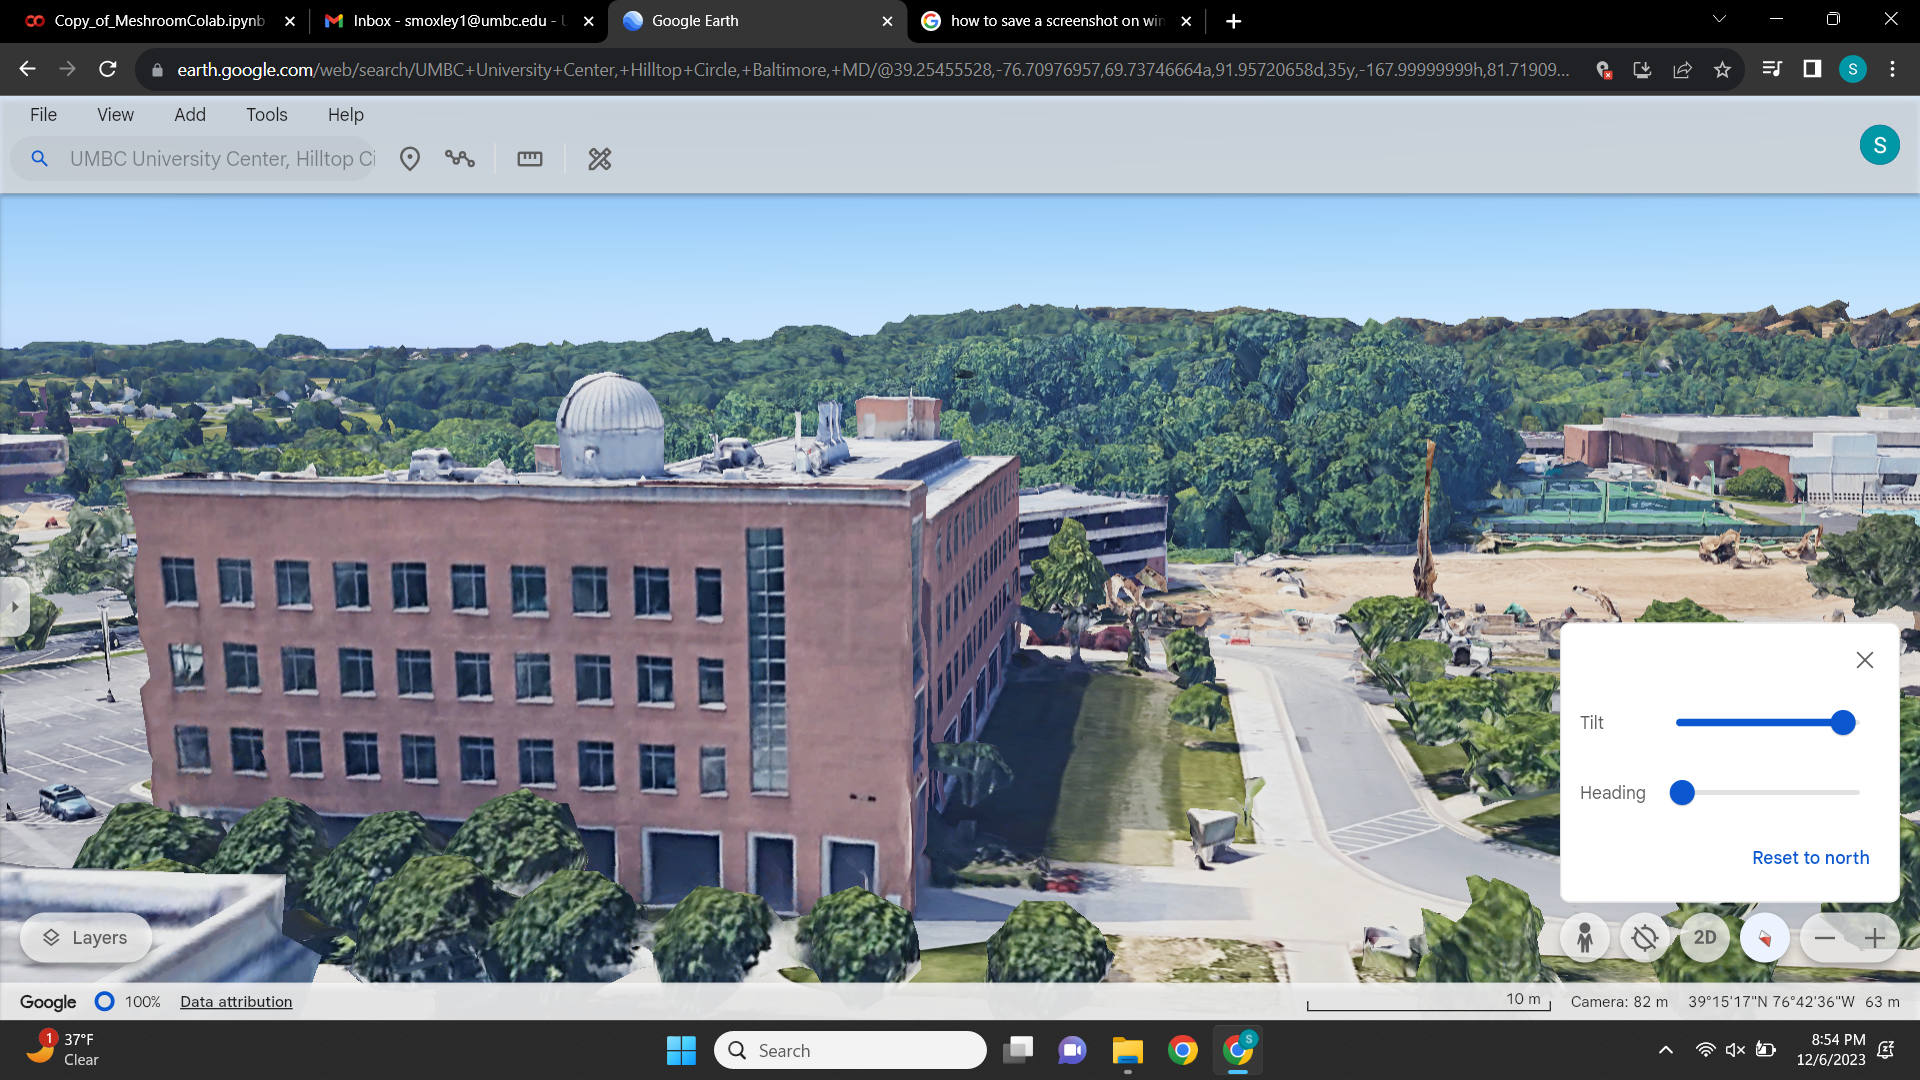 Copy_of_MeshroomColab.ipynb
Inbox - smoxley1@umbc.edu - U
Google Earth
how to save a screenshot on win
earth.google.com/web/search/UMBC+University+Center,+Hilltop+Circle,+Baltimore,+MD/@39.25455528,-76.70976957,69.73746664a,91.95720658d,35y,-167.99999999h,81.71909...
S
File View Add Tools Help
UMBC University Center, Hilltop Ci
S
Tilt
Heading
Reset to north
Layers
2D
Google 100% Data attribution
10 m
Camera: 82 m 39°15'17"N 76°42'36"W 63 m
1
37°F
Clear
Search
S
8:54 PM
12/6/2023